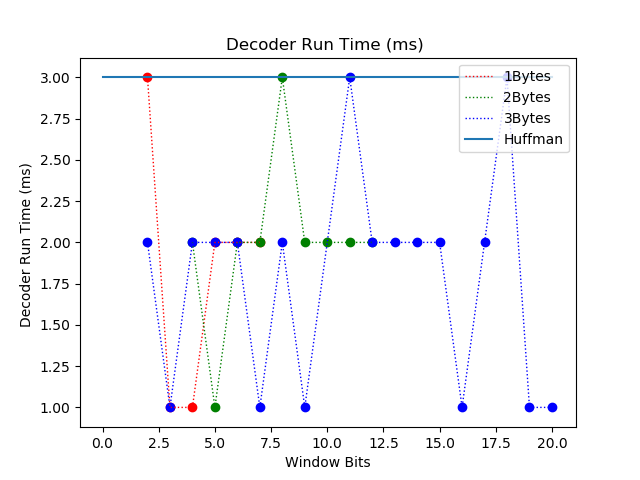 Decoder Run Time (ms)
3.00
2.75
2.50
2.25
2.00
1.75
1.50
1.25
1.00
Decoder Run Time (ms)
1Bytes
2Bytes
3Bytes
Huffman
0.0 2.5 5.0 7.5 10.0 12.5 15.0 17.5 20.0
Window Bits